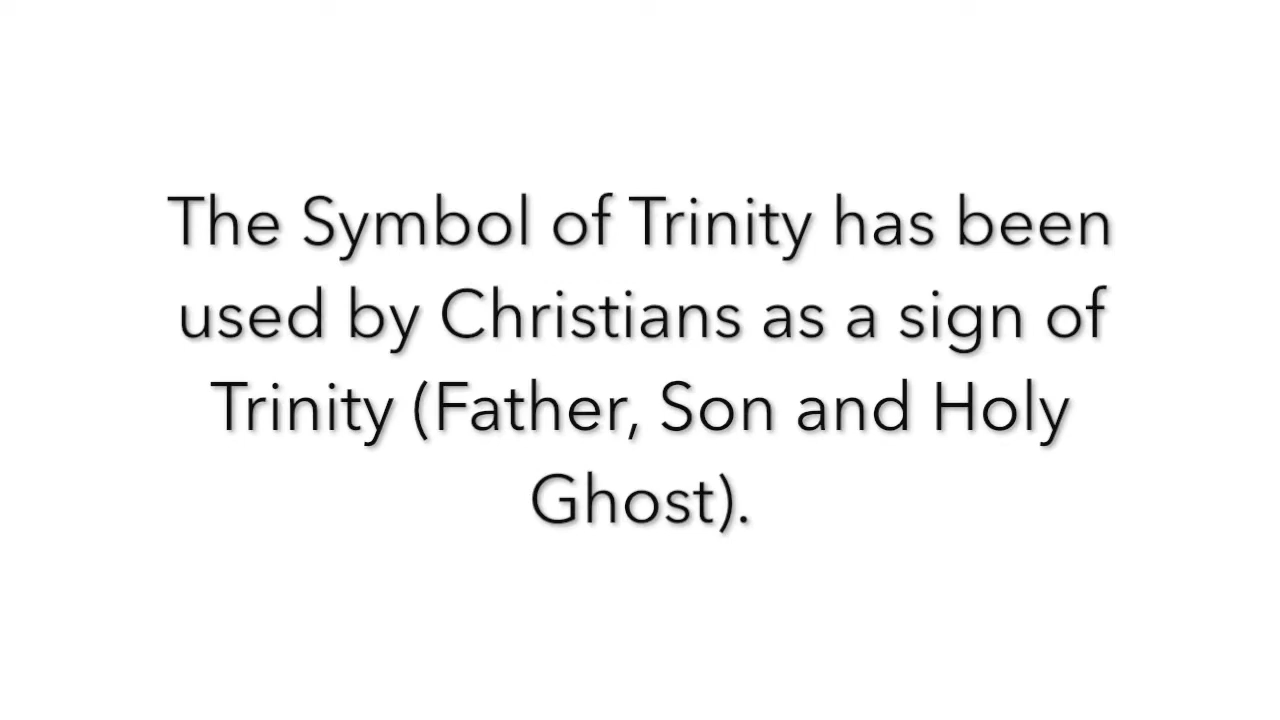 The Symbol of Trinity has been
used by Christians as a sign of
Trinity (Father, Son and Holy
Ghost).